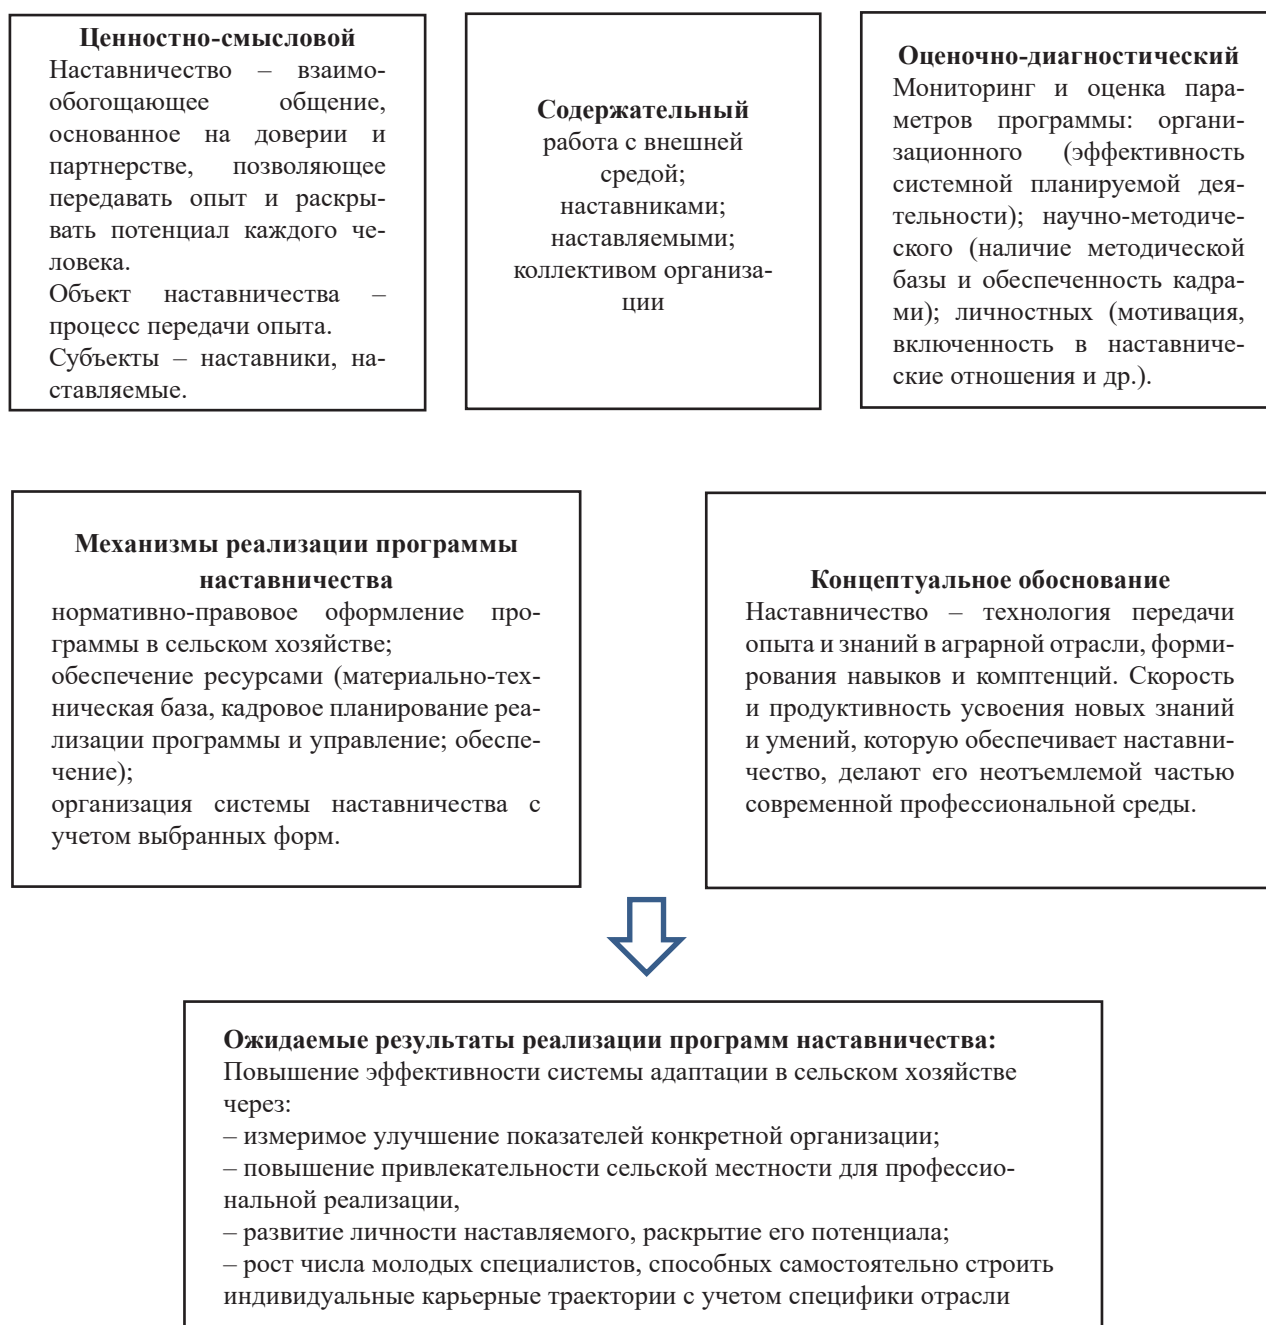 Ценностно-смысловой
Наставничество – взаимо-
обогощающее общение,
основанное на доверии и
партнерстве, позволяющее
передавать опыт и раскры-
вать потенциал каждого че-
ловека.
Объект наставничества –
процесс передачи опыта.
Субъекты – наставники, на-
ставляемые.
Содержательный
работа с внешней
средой;
наставниками;
наставляемыми;
коллективом организа-
ции
Оценочно-диагностический
Мониторинг и оценка пара-
метров программы: органи-
зационного (эффективность
системной планируемой дея-
тельности); научно-методиче-
ского (наличие методической
базы и обеспеченность кадра-
ми); личностных (мотивация,
включенность в наставниче-
ские отношения и др.).
Механизмы реализации программы
наставничества
нормативно-правовое оформление про-
граммы в сельском хозяйстве;
обеспечение ресурсами (материально-тех-
ническая база, кадровое планирование реа-
лизации программы и управление; обеспе-
чение);
организация системы наставничества с
учетом выбранных форм.
Концептуальное обоснование
Наставничество – технология передачи
опыта и знаний в аграрной отрасли, форми-
рования навыков и комптенций. Скорость
и продуктивность усвоения новых знаний
и умений, которую обеспечивает наставни-
чество, делают его неотъемлемой частью
современной профессиональной среды.
Ожидаемые результаты реализации программ наставничества:
Повышение эффективности системы адаптации в сельском хозяйстве
через:
– измеримое улучшение показателей конкретной организации;
– повышение привлекательности сельской местности для профессио-
нальной реализации,
– развитие личности наставляемого, раскрытие его потенциала;
– рост числа молодых специалистов, способных самостоятельно строить
индивидуальные карьерные траектории с учетом специфики отрасли